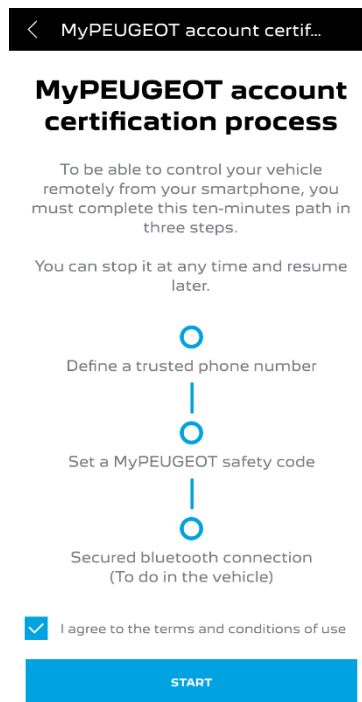 MyPEUGEOT account certif...
MyPEUGEOT account
certification process
To be able to control your vehicle
remotely from your smartphone, you
must complete this ten-minutes path in
three steps.
You can stop it at any time and resume
later.
Define a trusted phone number
Set a MyPEUGEOT safety code
Secured bluetooth connection
(To do in the vehicle)
I agree to the terms and conditions of use
START